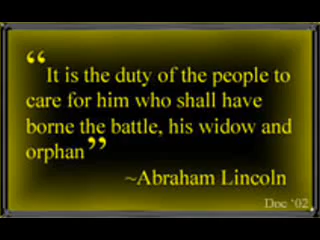 “It is the duty of the people to
care for him who shall have
borne the battle, his widow and
orphan”
~Abraham Lincoln
Doc ‘02.